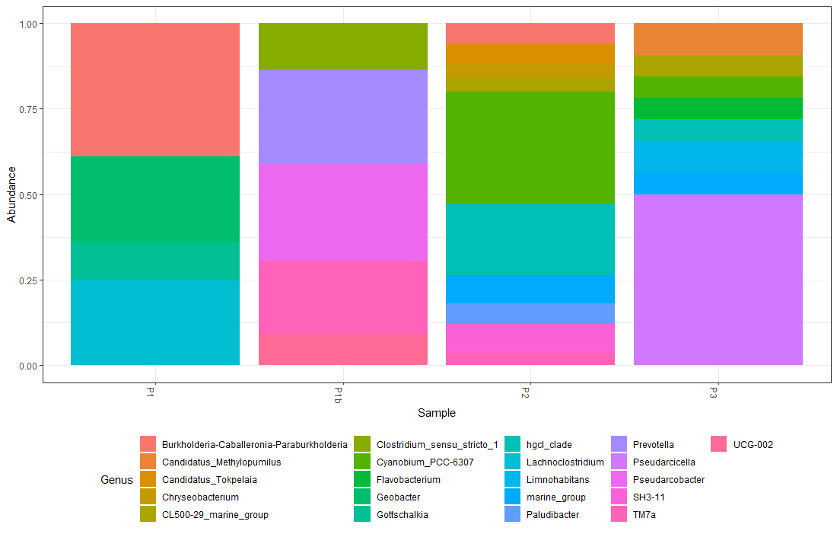 1.00
0.75
0.50
0.25
0.00
Abundance
P1 P1b P2 P3
Sample
Genus
Burkholderia-Caballeronia-Paraburkholderia Clostridium_sensu_stricto_1 hgcI_clade Prevotella UCG-002
Candidatus_Methylopumilus Cyanobium_PCC-6307 Lachnoclostridium Pseudarcicella
Candidatus_Tokpelaia Flavobacterium Limnohabitans Pseudarcobacter
Chryseobacterium Geobacter marine_group SH3-11
CL500-29_marine_group Gottschalkia Paludibacter TM7a